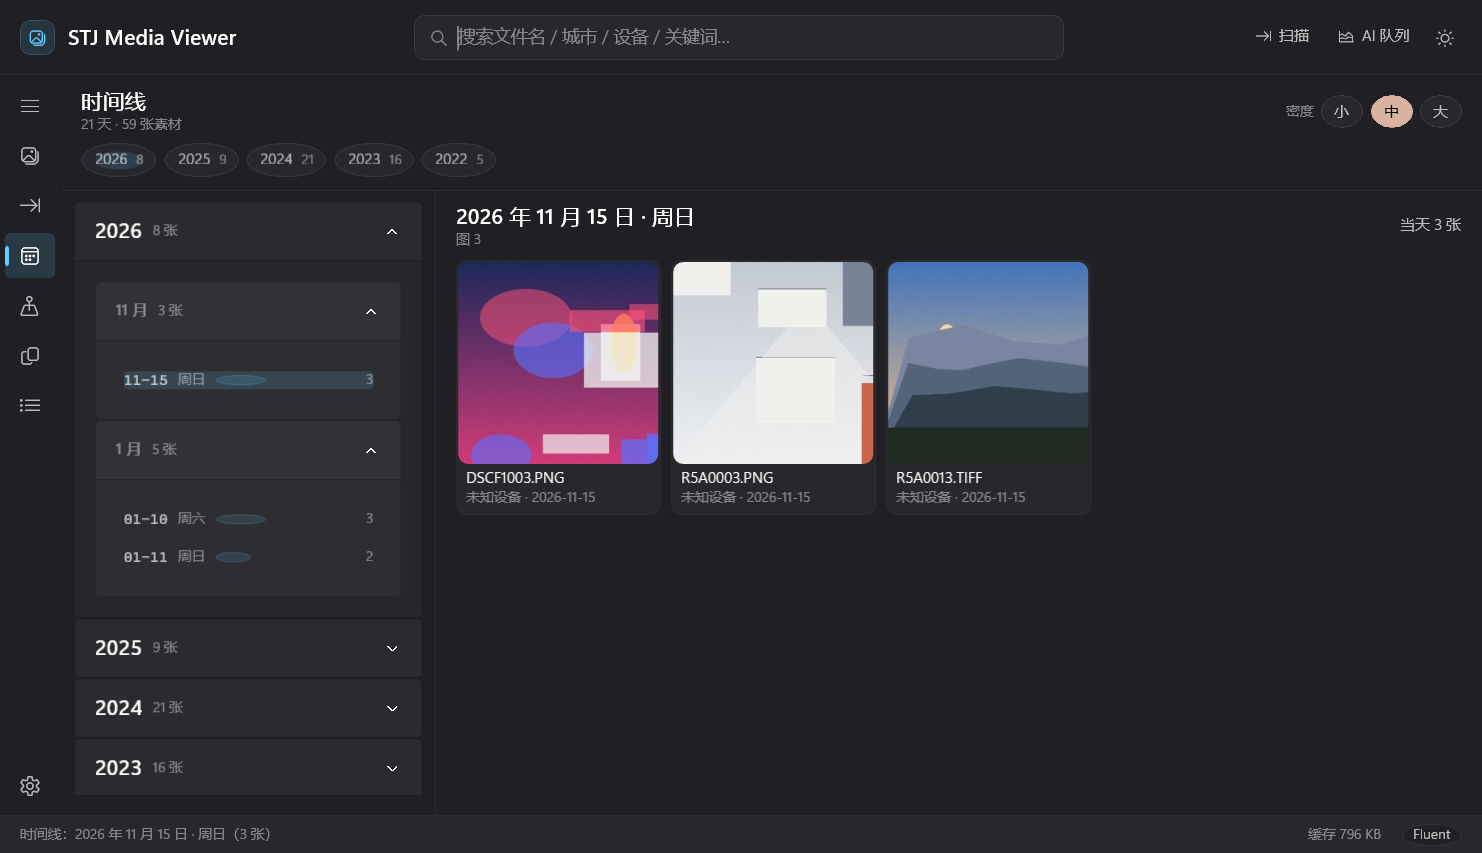 STJ Media Viewer
搜索文件名 / 城市 / 设备 / 关键词...
扫描
AI 队列
时间线
21 天 · 59 张素材
密度 小 中 大
2026 8
2025 9
2024 21
2023 16
2022 5
2026 8 张
11 月 3 张
11-15 周日 3
1 月 5 张
01-10 周六 3
01-11 周日 2
2025 9 张
2024 21 张
2023 16 张
2026 年 11 月 15 日 · 周日
图 3
当天 3 张
DSCF1003.PNG
未知设备 · 2026-11-15
R5A0003.PNG
未知设备 · 2026-11-15
R5A0013.TIFF
未知设备 · 2026-11-15
时间线：2026 年 11 月 15 日 · 周日（3 张）
缓存 796 KB
Fluent